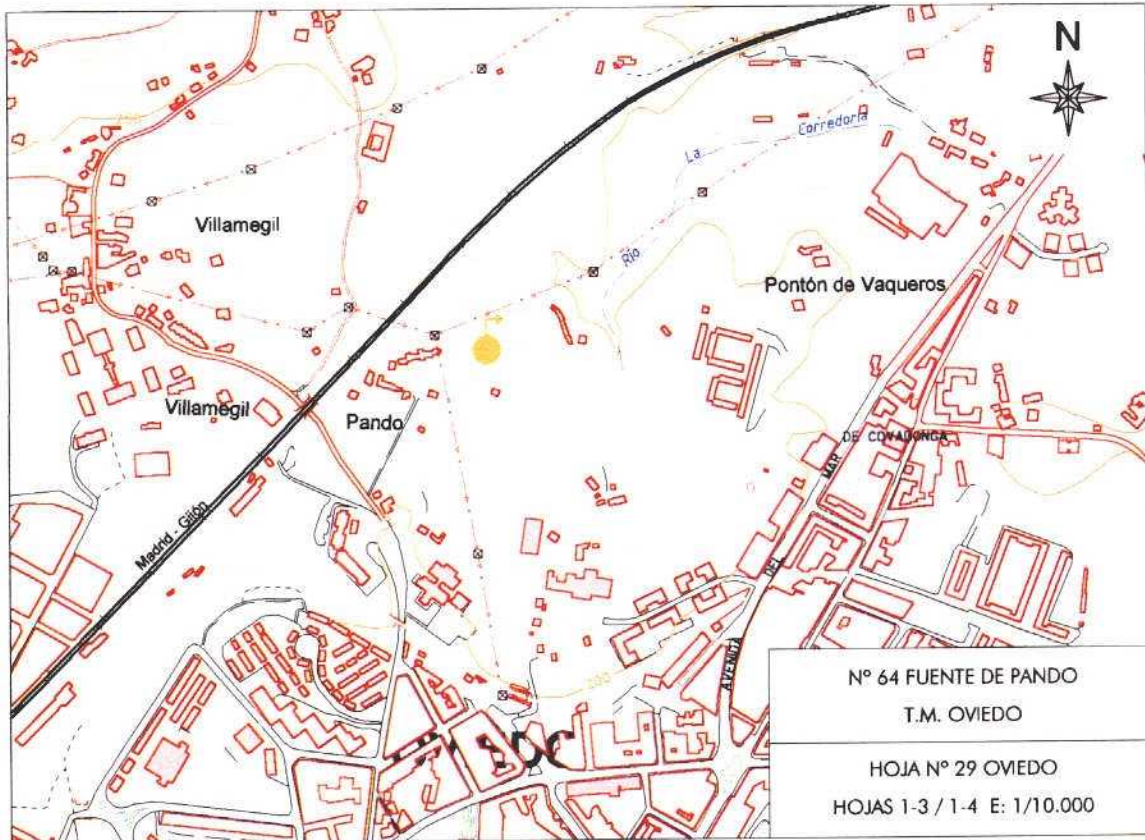 N
La Corredoría
Río
Villamegil
Pontón de Vaqueros
Villamegil
Pando
DE COVADONGA
Madrid - Gijón
AVENIDA DEL MAR
200
Nº 64 FUENTE DE PANDO
T.M. OVIEDO
HOJA Nº 29 OVIEDO
HOJAS 1-3 / 1-4 E: 1/10.000